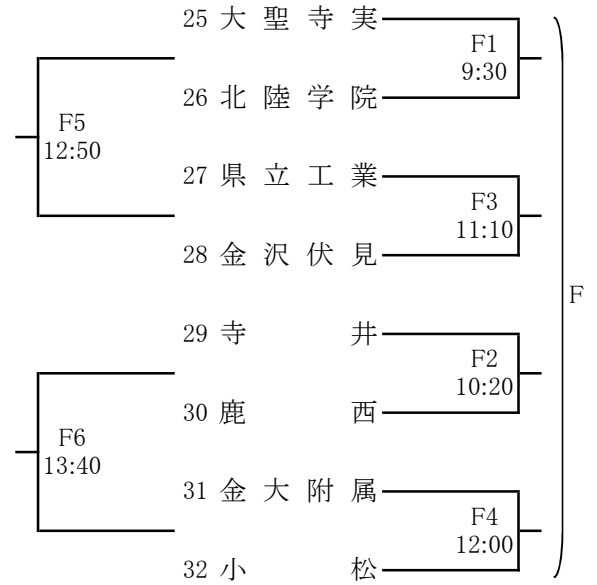 25 大聖寺実
F1
9:30
26 北陸学院
F5
12:50
27 県立工業
F3
11:10
28 金沢伏見
F
29 寺井
F2
10:20
30 鹿西
F6
13:40
31 金大附属
F4
12:00
32 小松